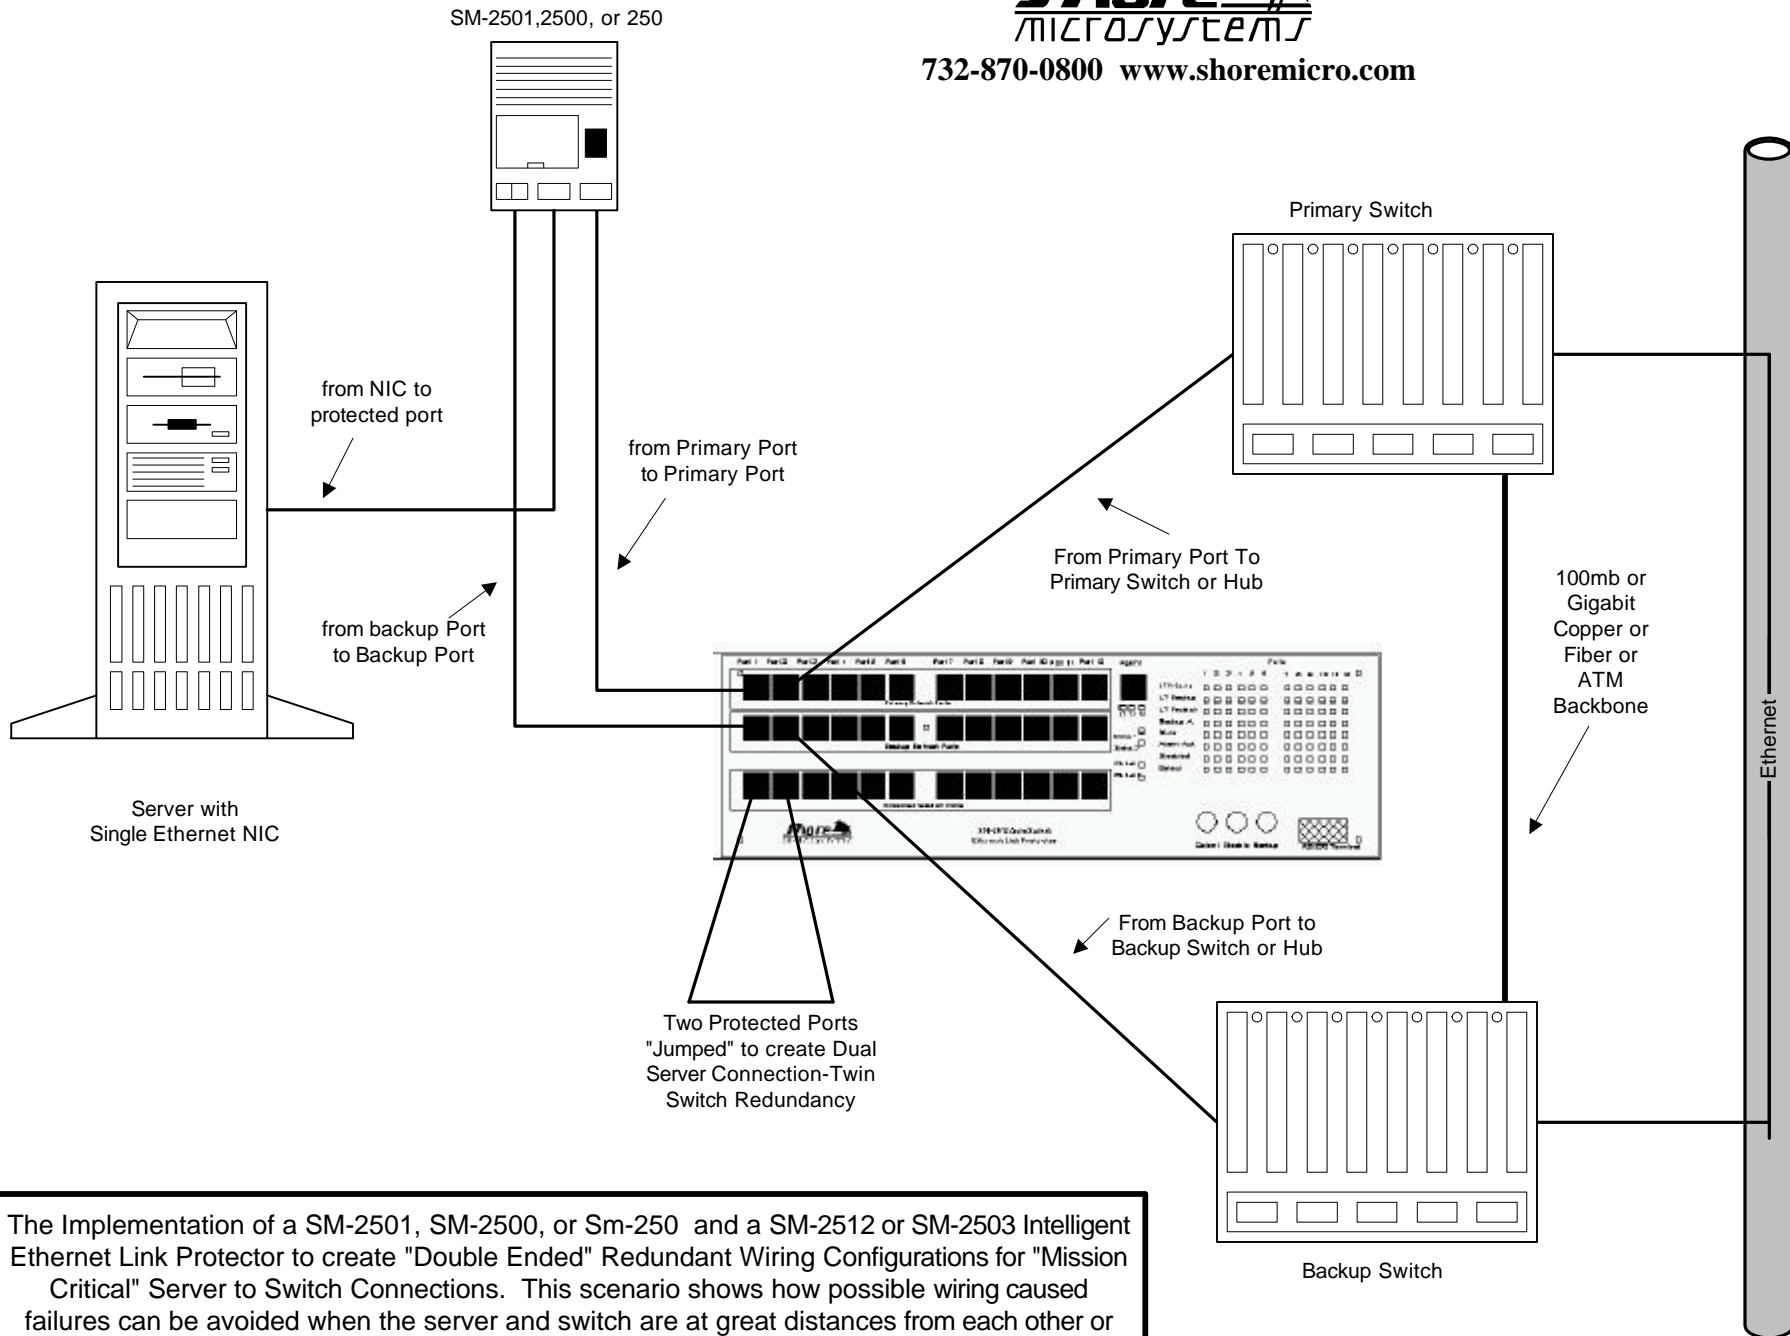 SM-2501,2500, or 250
Shore
microsystems
732-870-0800 www.shoremicro.com
Primary Switch
from NIC to
protected port
from Primary Port
to Primary Port
From Primary Port To
Primary Switch or Hub
100mb or
Gigabit
Copper or
Fiber or
ATM
Backbone
Ethernet
from backup Port
to Backup Port
Server with
Single Ethernet NIC
From Backup Port to
Backup Switch or Hub
Two Protected Ports
"Jumped" to create Dual
Server Connection-Twin
Switch Redundancy
Backup Switch
The Implementation of a SM-2501, SM-2500, or Sm-250 and a SM-2512 or SM-2503 Intelligent
Ethernet Link Protector to create "Double Ended" Redundant Wiring Configurations for "Mission
Critical" Server to Switch Connections. This scenario shows how possible wiring caused
failures can be avoided when the server and switch are at great distances from each other or